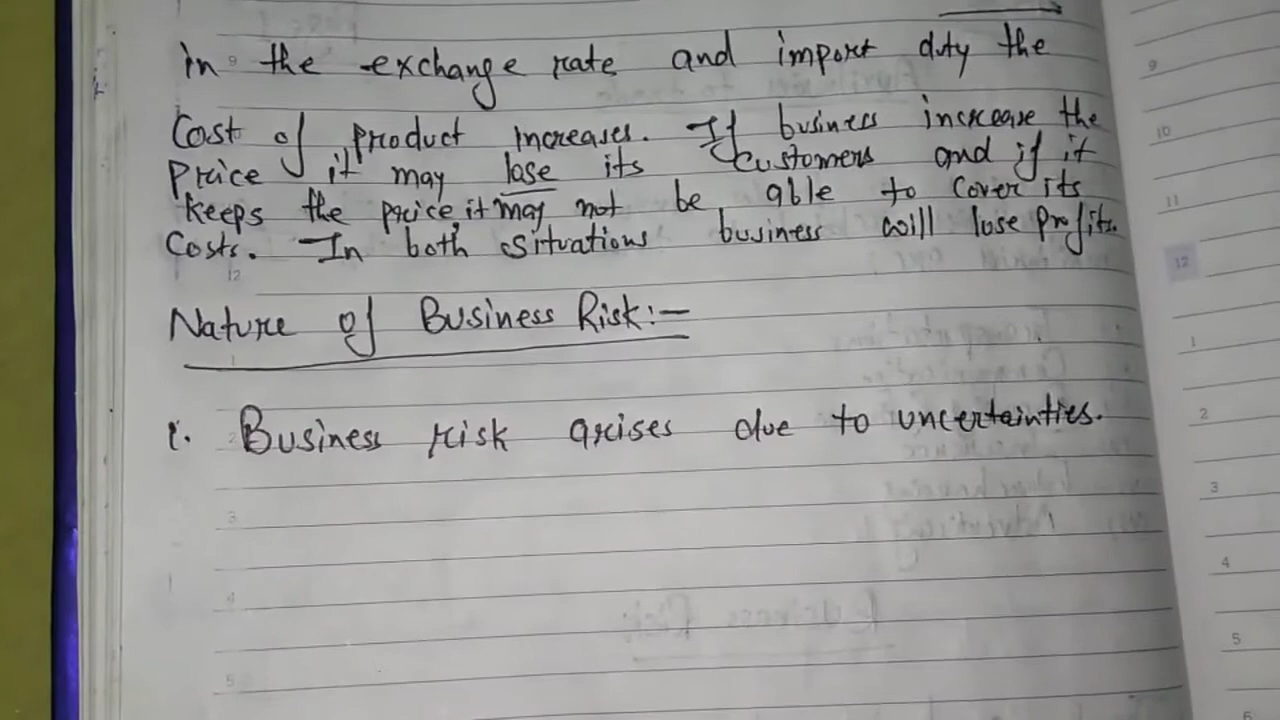 in the exchange rate and import duty the
Cost of product increases. If business increase the
Price it may lose its customers and if it
keeps the price, it may not be able to cover its
Costs. In both situations business will lose profits.
Nature of Business Risk:-
1. Business risk arises due to uncertainties.